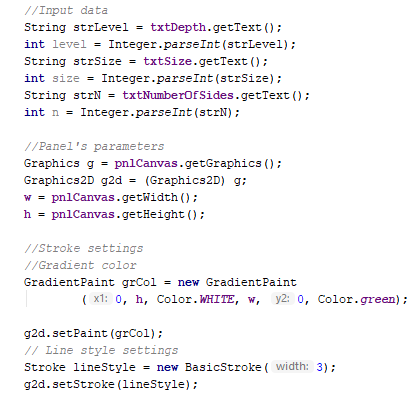 //Input data
String strLevel = txtDepth.getText();
int level = Integer.parseInt(strLevel);
String strSize = txtSize.getText();
int size = Integer.parseInt(strSize);
String strN = txtNumberOfSides.getText();
int n = Integer.parseInt(strN);
//Panel's parameters
Graphics g = pnlCanvas.getGraphics();
Graphics2D g2d = (Graphics2D) g;
w = pnlCanvas.getWidth();
h = pnlCanvas.getHeight();
//Stroke settings
//Gradient color
GradientPaint grCol = new GradientPaint
( x1: 0, h, Color.WHITE, w, y2: 0, Color.green);
g2d.setPaint(grCol);
// Line style settings
Stroke lineStyle = new BasicStroke( width: 3);
g2d.setStroke(lineStyle);